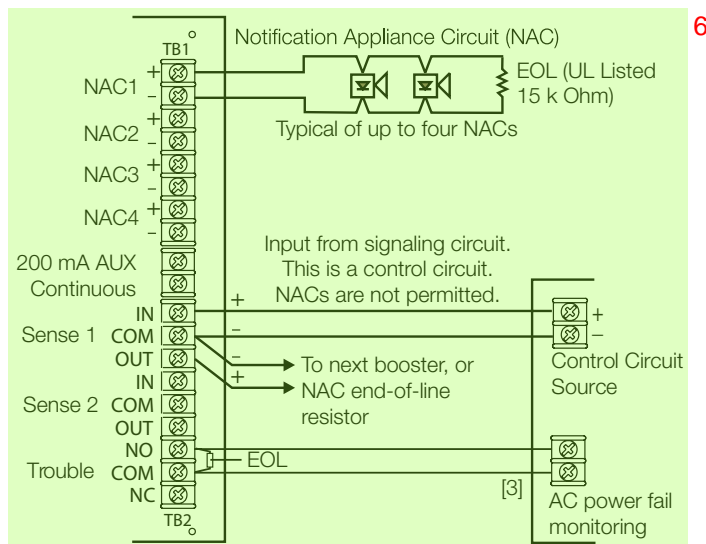 6
TB1
Notification Appliance Circuit (NAC)
EOL (UL Listed
15 k Ohm)
+
NAC1
–
Typical of up to four NACs
+
NAC2
–
+
NAC3
–
+
NAC4
–
200 mA AUX
Continuous
Input from signaling circuit.
This is a control circuit.
NACs are not permitted.
IN
+
+
Sense 1
COM
–
–
OUT
–
To next booster, or
NAC end-of-line
resistor
+
Control Circuit
Source
IN
Sense 2
COM
OUT
NO
EOL
Trouble
COM
[3]
NC
AC power fail
monitoring
TB2